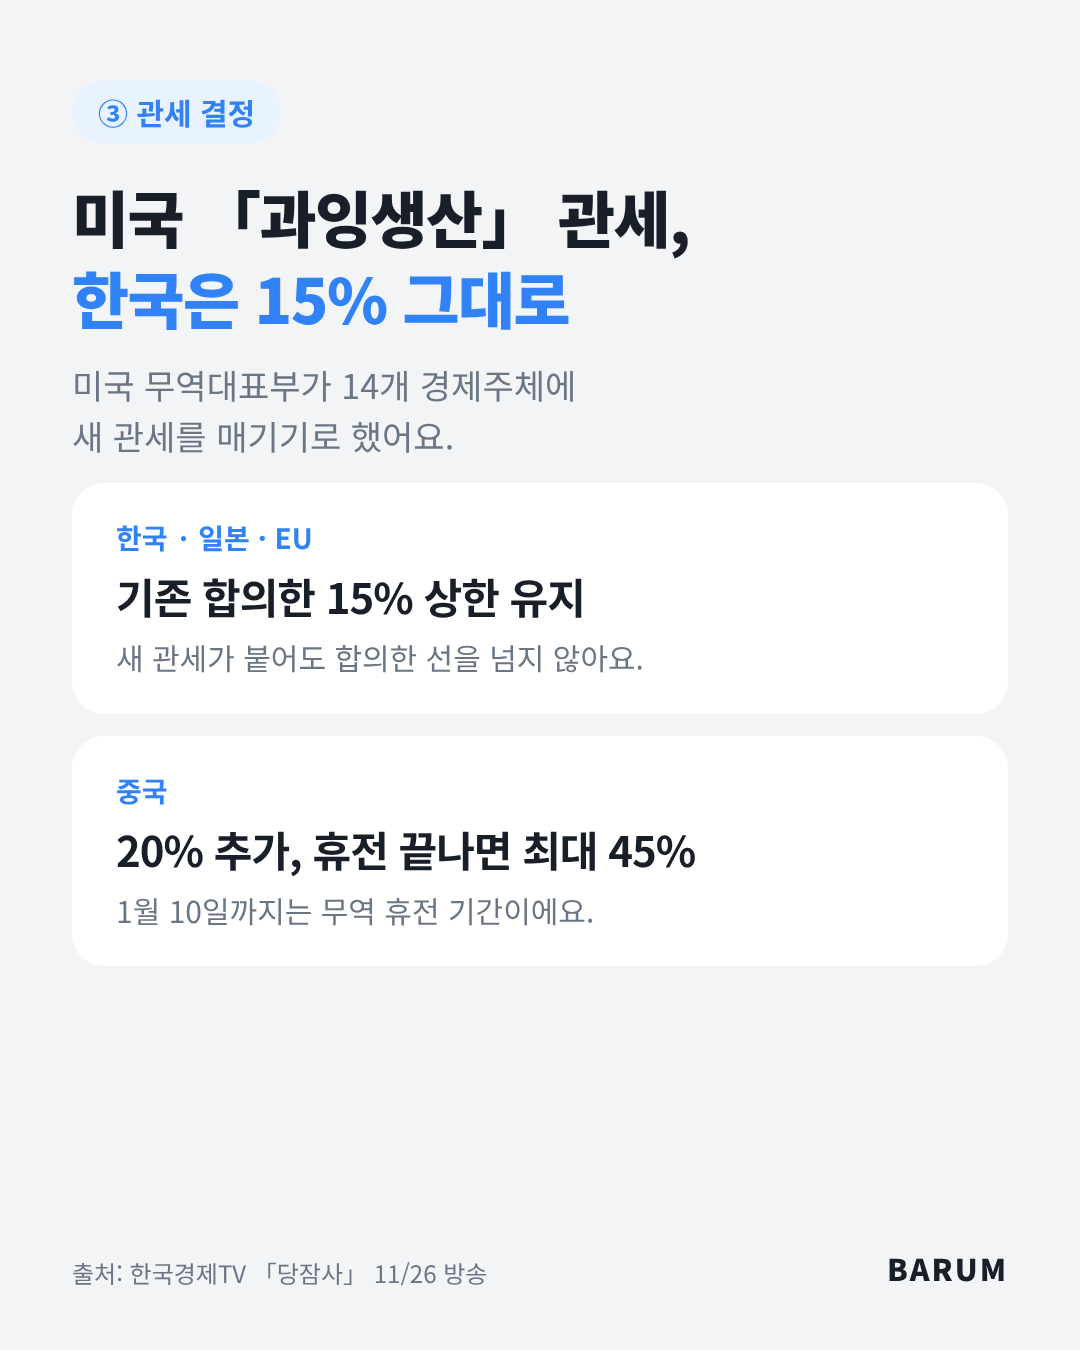 ③ 관세 결정
미국 「과잉생산」 관세,
한국은 15% 그대로
미국 무역대표부가 14개 경제주체에
새 관세를 매기기로 했어요.
한국 · 일본 · EU
기존 합의한 15% 상한 유지
새 관세가 붙어도 합의한 선을 넘지 않아요.
중국
20% 추가, 휴전 끝나면 최대 45%
1월 10일까지는 무역 휴전 기간이에요.
출처: 한국경제TV 「당잠사」 11/26 방송
BARUM